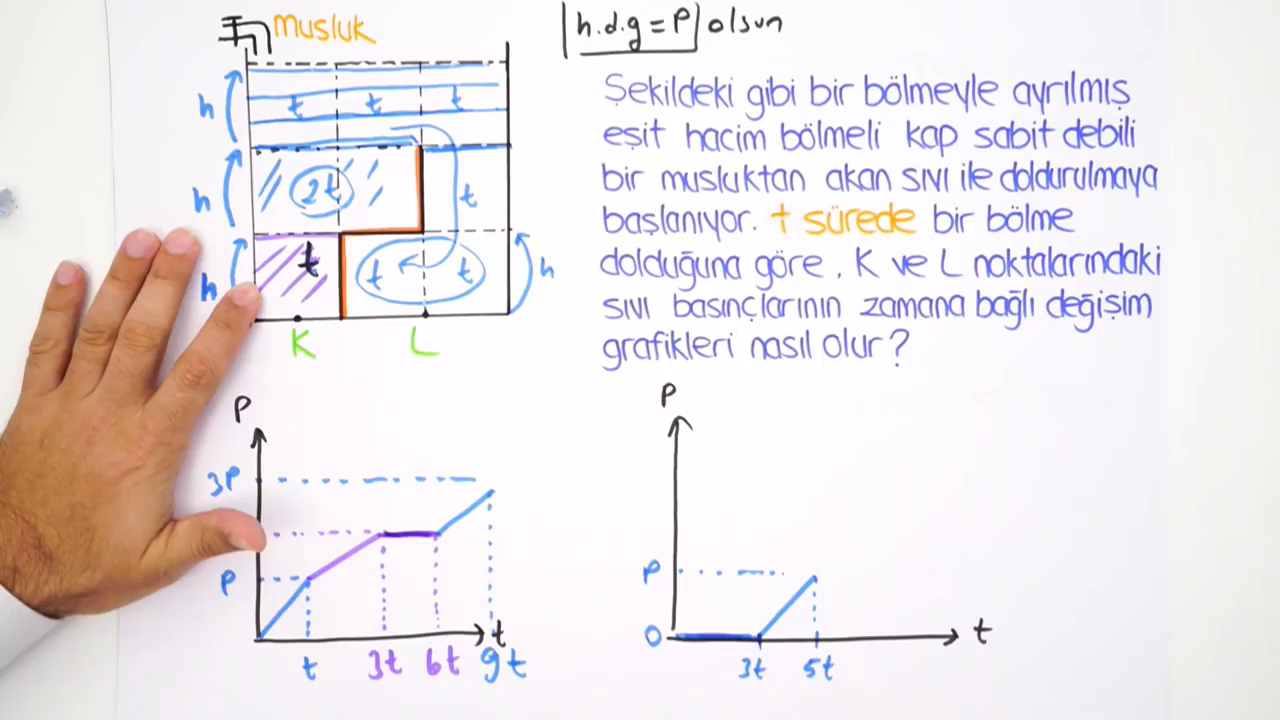 musluk
h.d.g = P olsun
Şekildeki gibi bir bölmeyle ayrılmış
eşit hacim bölmeli kap sabit debili
bir musluktan akan sıvı ile doldurulmaya
başlanıyor. t sürede bir bölme
dolduğuna göre, K ve L noktalarındaki
sıvı basınçlarının zamana bağlı değişim
grafikleri nasıl olur?
h t t t
h 2t t
h t t t h
K L
P
3P
P
t 3t 6t 9t t
P
P
0
3t 5t t